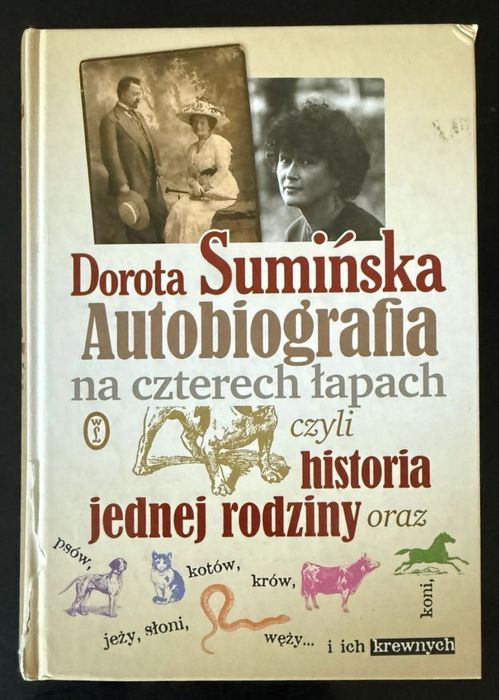 Dorota Sumińska
Autobiografia
na czterech łapach
WL czyli
historia
jednej rodziny oraz
psów,
kotów,
krów,
koni,
jeży, słoni,
węży... i ich krewnych